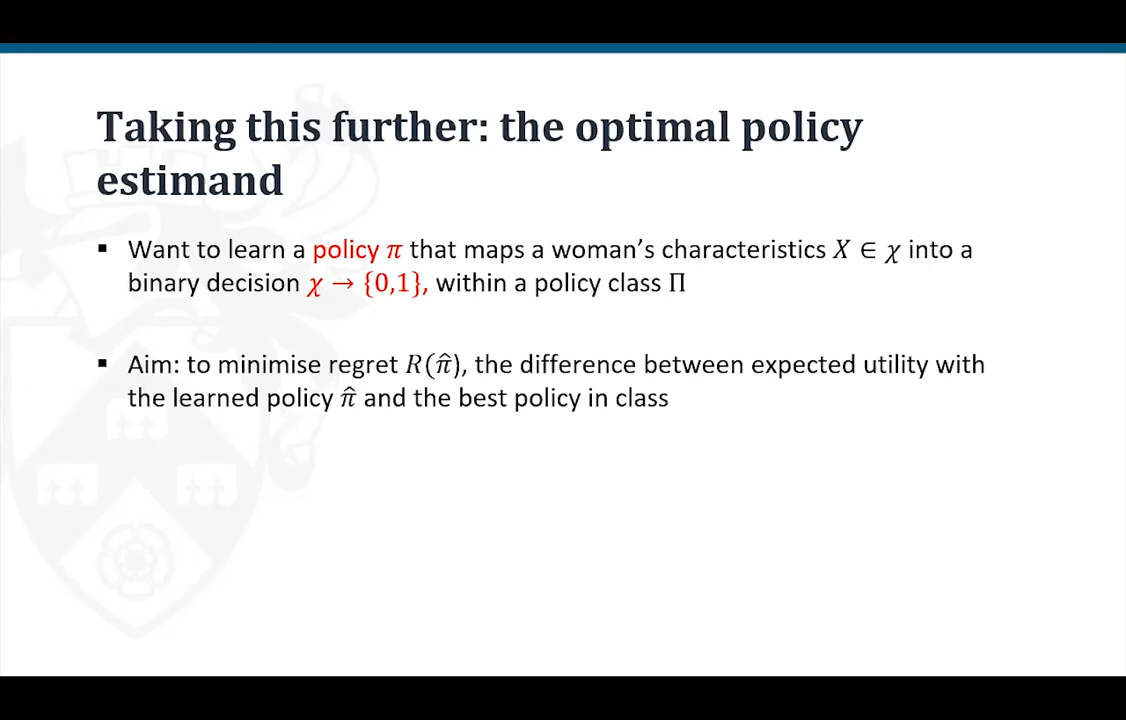 Taking this further: the optimal policy
estimand
▪ Want to learn a policy π that maps a woman’s characteristics X ∈ χ into a
binary decision χ → {0,1}, within a policy class Π
▪ Aim: to minimise regret R(π̂), the difference between expected utility with
the learned policy π̂ and the best policy in class